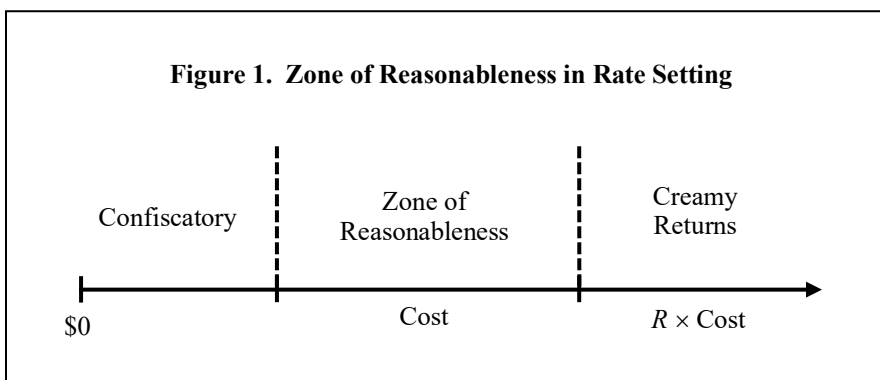 Figure 1. Zone of Reasonableness in Rate Setting
Confiscatory
Zone of
Reasonableness
Creamy
Returns
$0
Cost
R × Cost